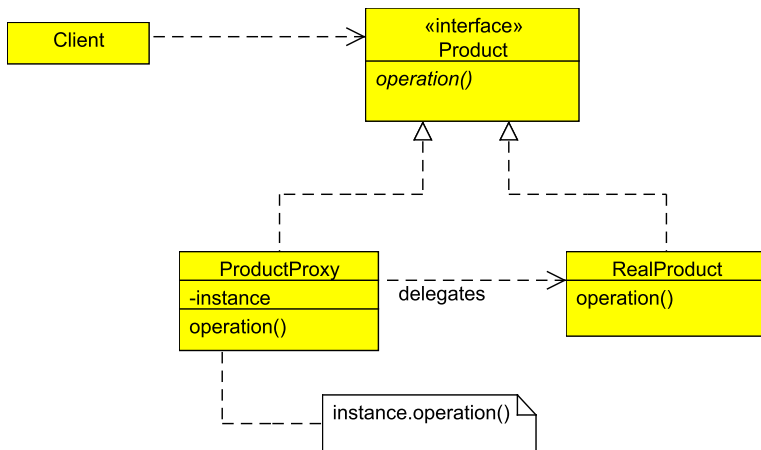 Client
«interface»
Product
operation()
ProductProxy
-instance
operation()
delegates
RealProduct
operation()
instance.operation()